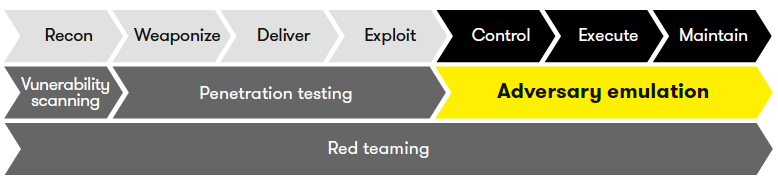 Recon
Weaponize
Deliver
Exploit
Control
Execute
Maintain
Vunerability
scanning
Penetration testing
Adversary emulation
Red teaming